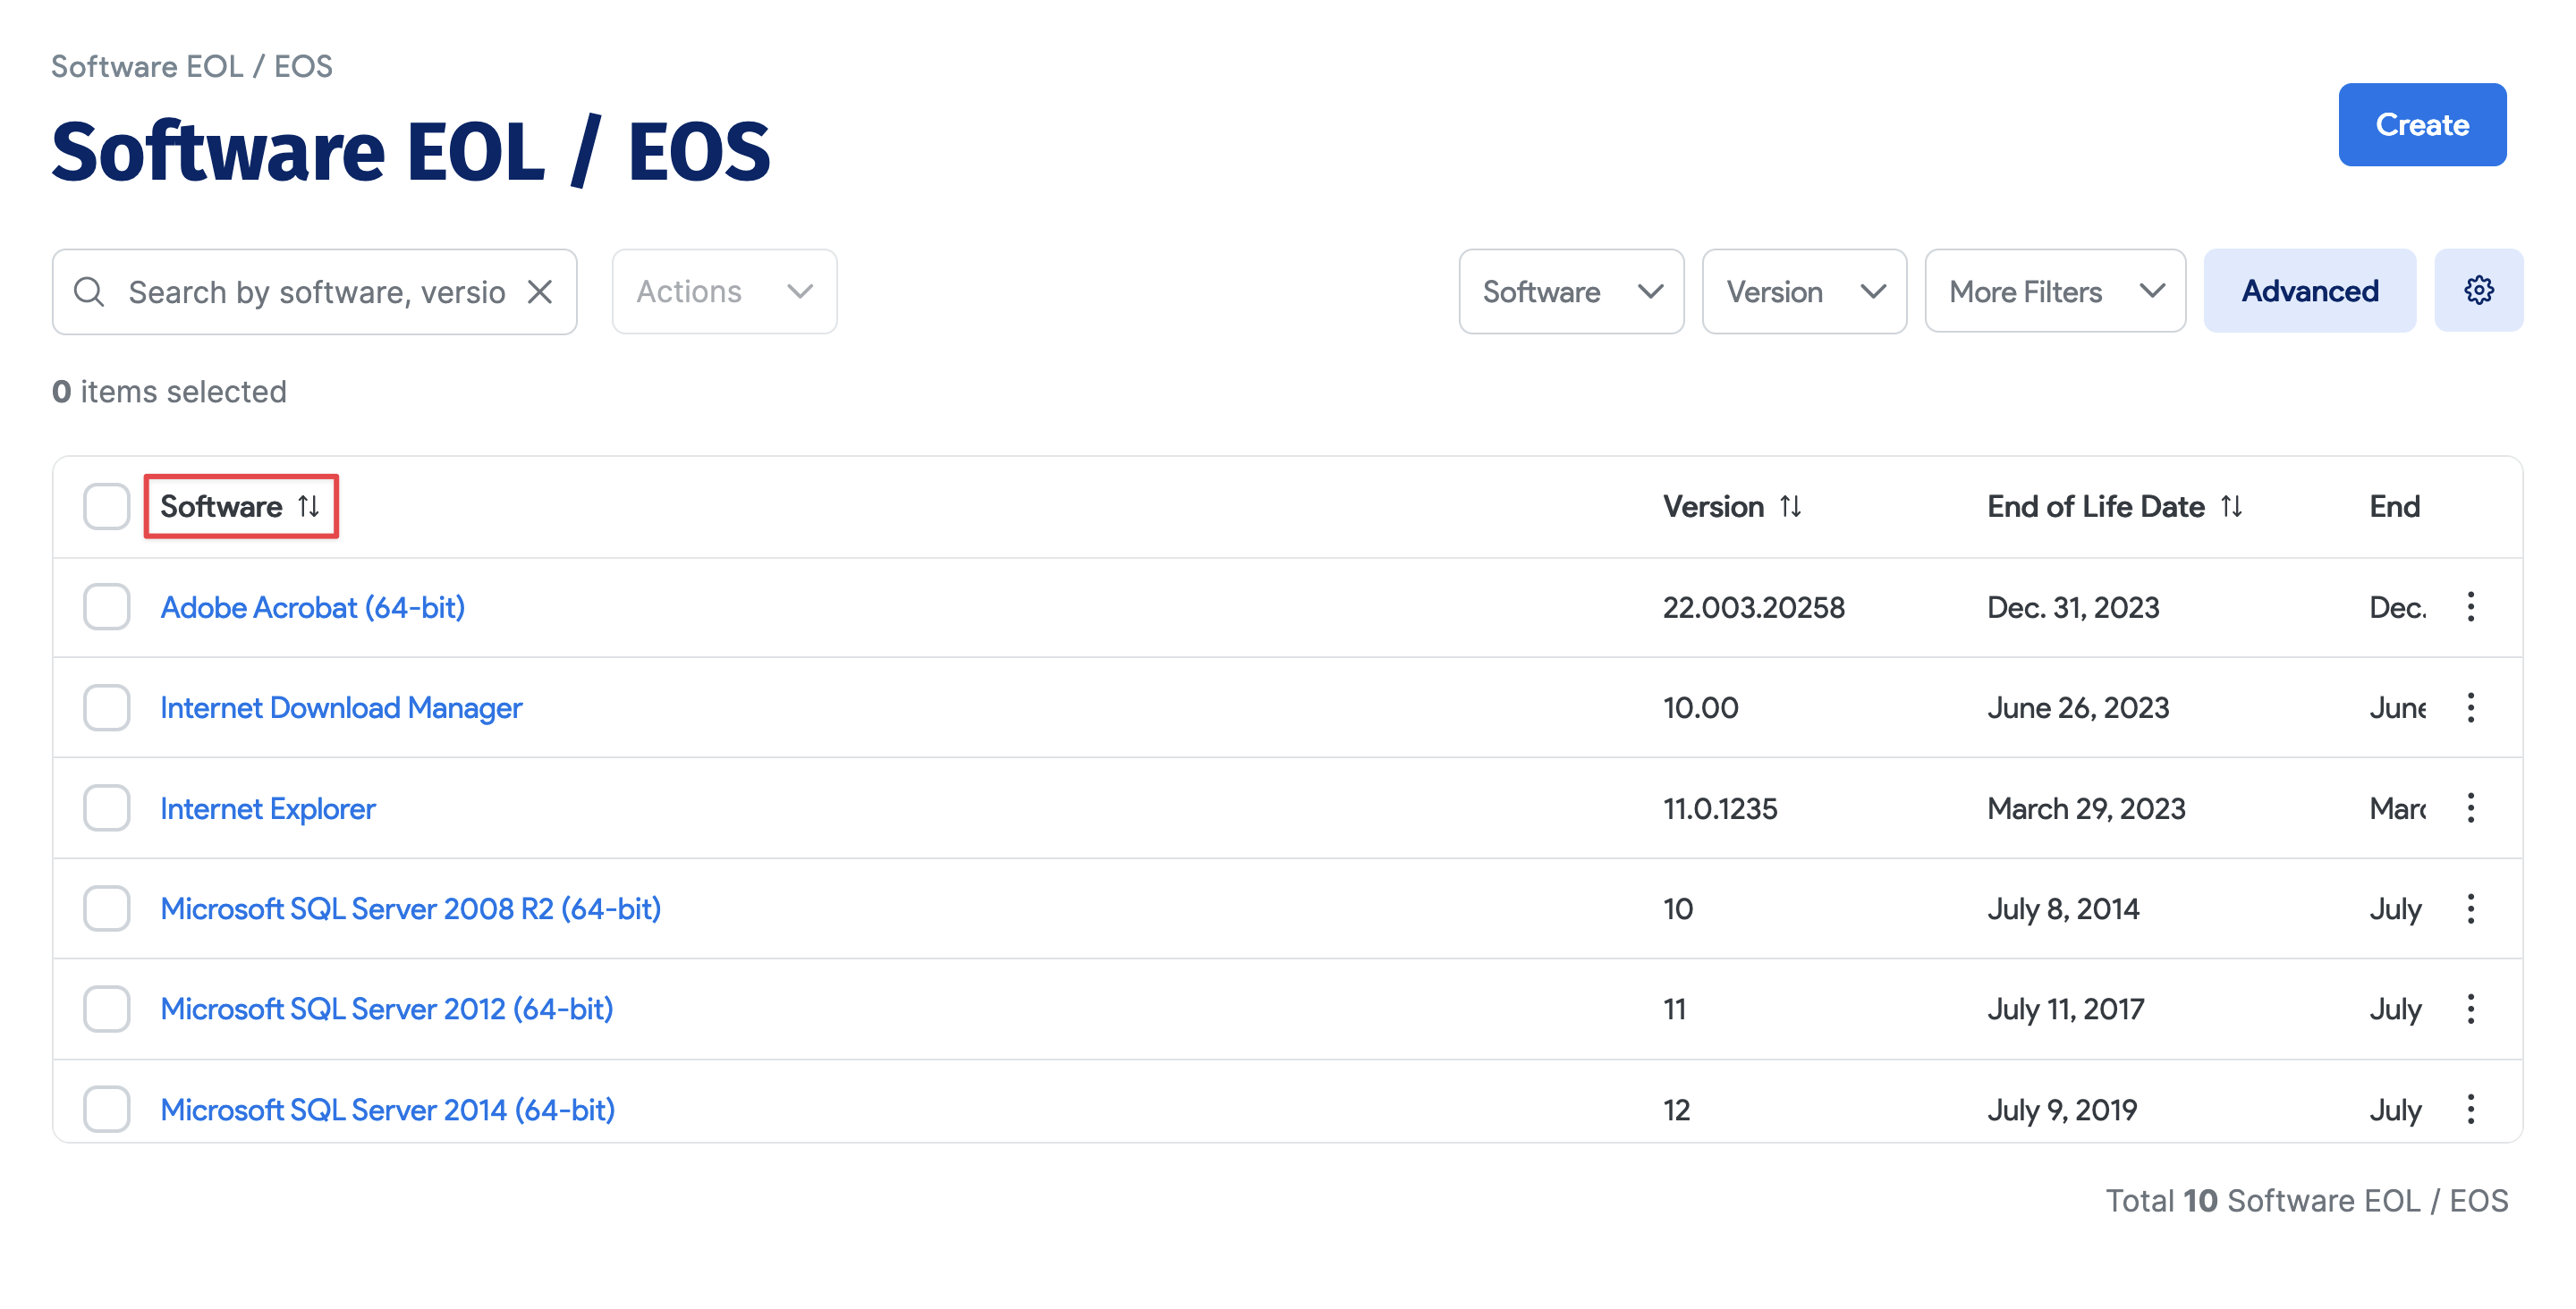 Software EOL / EOS
Software EOL / EOS
Create
Search by software, versio
Actions
Software
Version
More Filters
Advanced
0 items selected
Software Version End of Life Date End
Adobe Acrobat (64-bit) 22.003.20258 Dec. 31, 2023 Dec.
Internet Download Manager 10.00 June 26, 2023 June
Internet Explorer 11.0.1235 March 29, 2023 Marc
Microsoft SQL Server 2008 R2 (64-bit) 10 July 8, 2014 July
Microsoft SQL Server 2012 (64-bit) 11 July 11, 2017 July
Microsoft SQL Server 2014 (64-bit) 12 July 9, 2019 July
Total 10 Software EOL / EOS